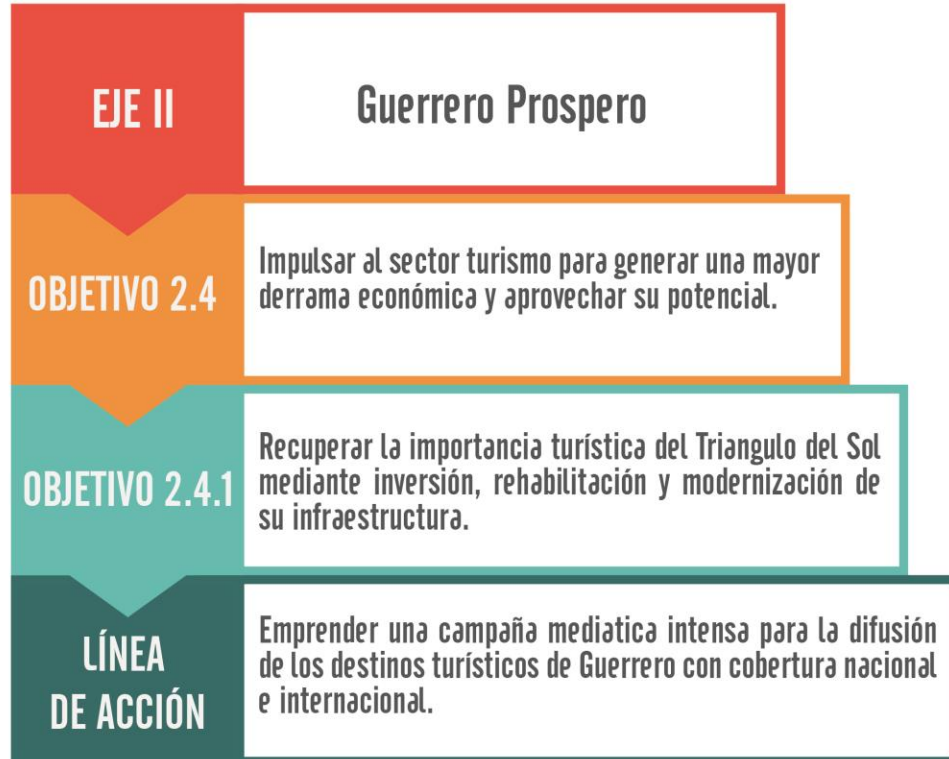 EJE II
Guerrero Prospero
OBJETIVO 2.4
Impulsar al sector turismo para generar una mayor
derrama económica y aprovechar su potencial.
OBJETIVO 2.4.1
Recuperar la importancia turística del Triangulo del Sol
mediante inversión, rehabilitación y modernización de
su infraestructura.
LÍNEA
DE ACCIÓN
Emprender una campaña mediatica intensa para la difusión
de los destinos turísticos de Guerrero con cobertura nacional
e internacional.